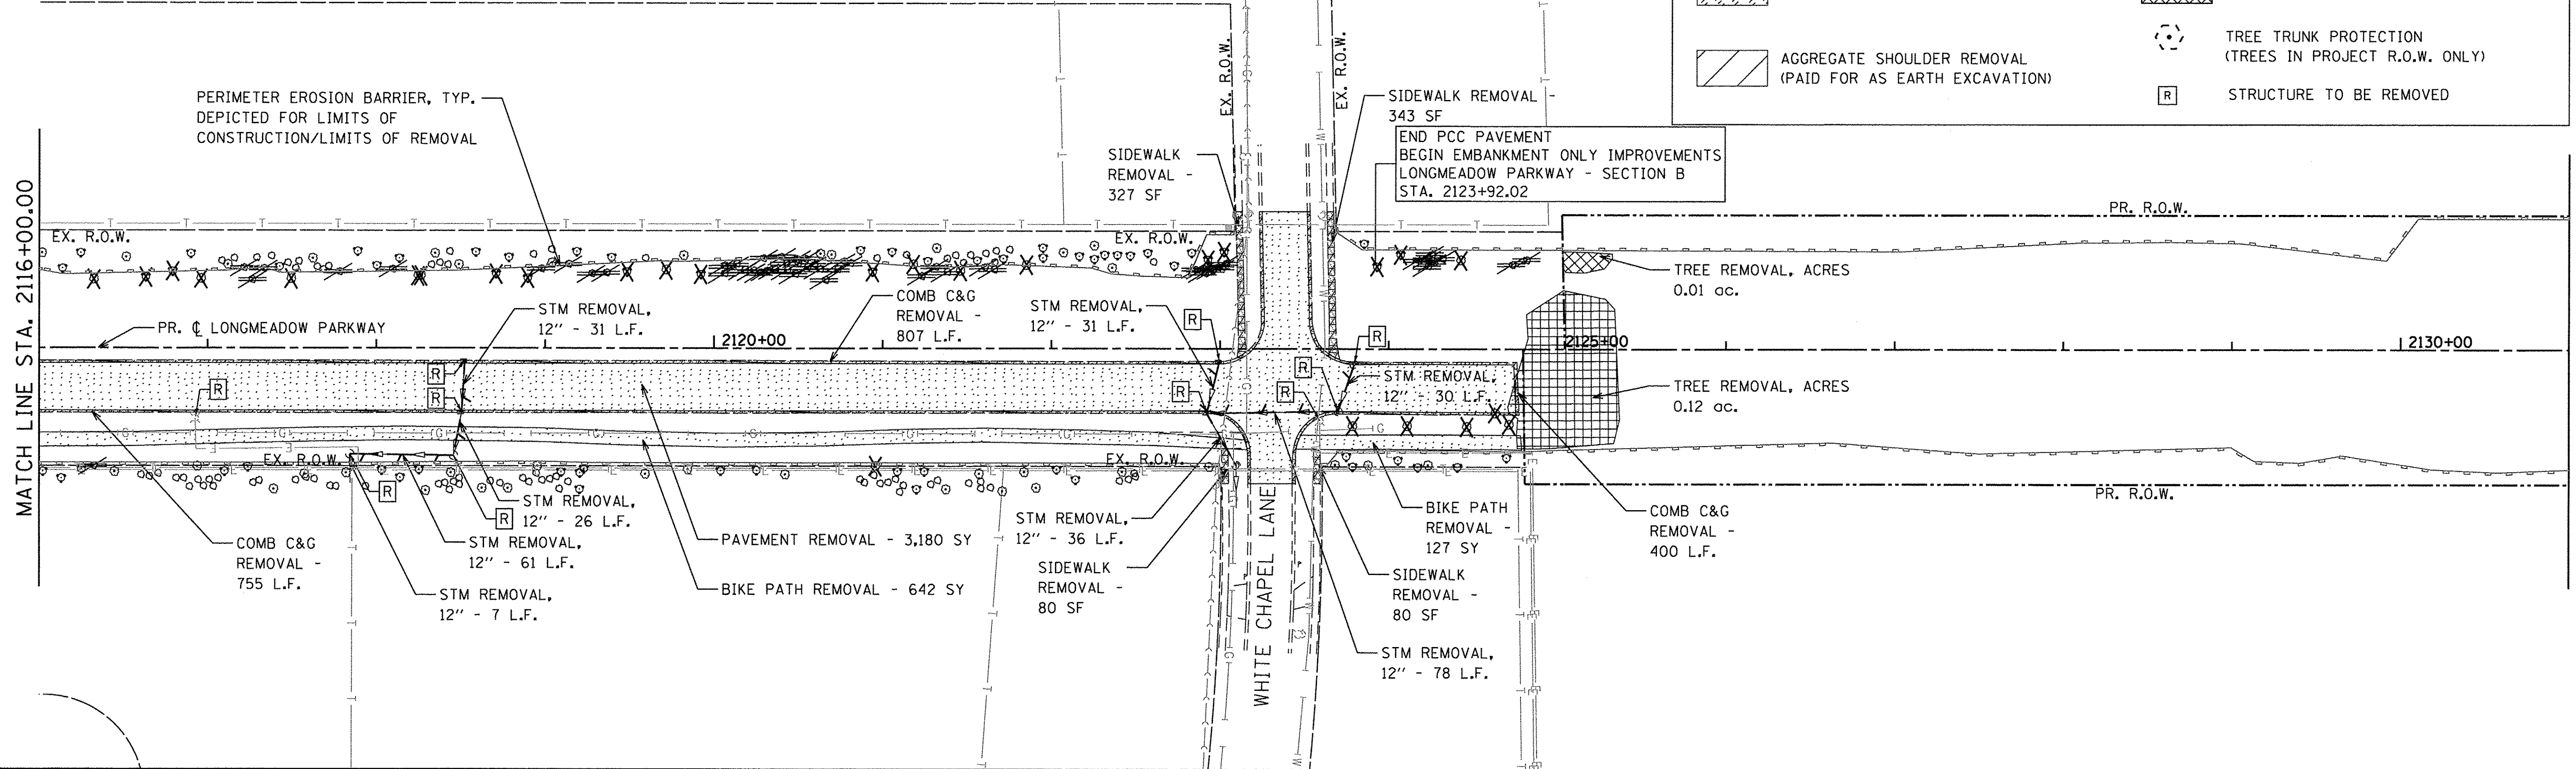 AGGREGATE SHOULDER REMOVAL
(PAID FOR AS EARTH EXCAVATION)
TREE TRUNK PROTECTION
(TREES IN PROJECT R.O.W. ONLY)
R
STRUCTURE TO BE REMOVED
PERIMETER EROSION BARRIER, TYP.
DEPICTED FOR LIMITS OF
CONSTRUCTION/LIMITS OF REMOVAL
EX. R.O.W.
EX. R.O.W.
SIDEWALK REMOVAL -
343 SF
END PCC PAVEMENT
BEGIN EMBANKMENT ONLY IMPROVEMENTS
LONGMEADOW PARKWAY - SECTION B
STA. 2123+92.02
SIDEWALK
REMOVAL -
327 SF
MATCH LINE STA. 2116+00.00
EX. R.O.W.
EX. R.O.W.
PR. R.O.W.
TREE REMOVAL, ACRES
0.01 ac.
PR. ℄ LONGMEADOW PARKWAY
STM REMOVAL,
12" - 31 L.F.
COMB C&G
REMOVAL -
807 L.F.
STM REMOVAL,
12" - 31 L.F.
2120+00
2125+00
2130+00
R
R
R
R
R
R
R
R
STM REMOVAL,
12" - 30 L.F.
TREE REMOVAL, ACRES
0.12 ac.
EX. R.O.W.
EX. R.O.W.
PR. R.O.W.
R
R
STM REMOVAL,
12" - 26 L.F.
STM REMOVAL,
12" - 61 L.F.
STM REMOVAL,
12" - 7 L.F.
COMB C&G
REMOVAL -
755 L.F.
PAVEMENT REMOVAL - 3,180 SY
BIKE PATH REMOVAL - 642 SY
STM REMOVAL,
12" - 36 L.F.
SIDEWALK
REMOVAL -
80 SF
WHITE CHAPEL LANE
BIKE PATH
REMOVAL -
127 SY
SIDEWALK
REMOVAL -
80 SF
STM REMOVAL,
12" - 78 L.F.
COMB C&G
REMOVAL -
400 L.F.